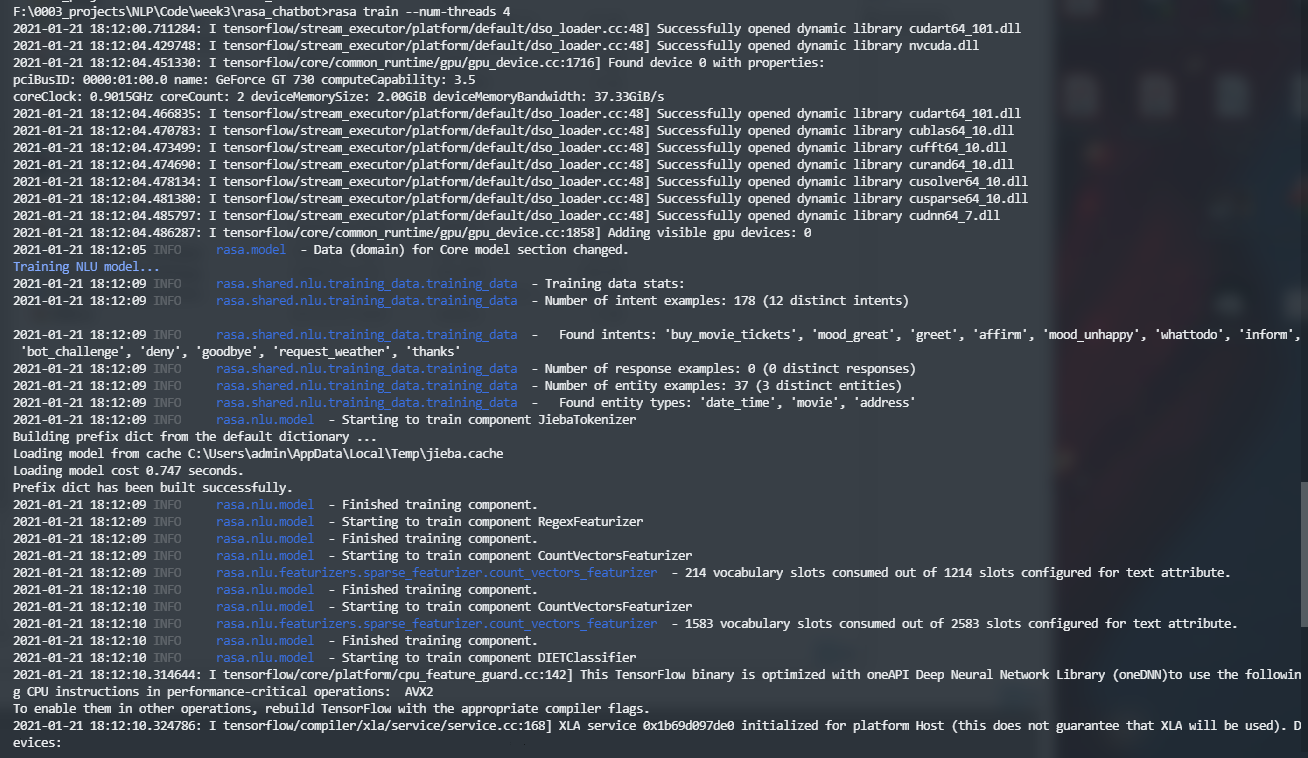 F:\0003_projects\NLP\Code\week3\rasa_chatbot>rasa train --num-threads 4
2021-01-21 18:12:00.711284: I tensorflow/stream_executor/platform/default/dso_loader.cc:48] Successfully opened dynamic library cudart64_101.dll
2021-01-21 18:12:04.429748: I tensorflow/stream_executor/platform/default/dso_loader.cc:48] Successfully opened dynamic library nvcuda.dll
2021-01-21 18:12:04.451330: I tensorflow/core/common_runtime/gpu/gpu_device.cc:1716] Found device 0 with properties:
pciBusID: 0000:01:00.0 name: GeForce GT 730 computeCapability: 3.5
coreClock: 0.9015GHz coreCount: 2 deviceMemorySize: 2.00GiB deviceMemoryBandwidth: 37.33GiB/s
2021-01-21 18:12:04.466835: I tensorflow/stream_executor/platform/default/dso_loader.cc:48] Successfully opened dynamic library cudart64_101.dll
2021-01-21 18:12:04.470783: I tensorflow/stream_executor/platform/default/dso_loader.cc:48] Successfully opened dynamic library cublas64_10.dll
2021-01-21 18:12:04.473499: I tensorflow/stream_executor/platform/default/dso_loader.cc:48] Successfully opened dynamic library cufft64_10.dll
2021-01-21 18:12:04.474690: I tensorflow/stream_executor/platform/default/dso_loader.cc:48] Successfully opened dynamic library curand64_10.dll
2021-01-21 18:12:04.478134: I tensorflow/stream_executor/platform/default/dso_loader.cc:48] Successfully opened dynamic library cusolver64_10.dll
2021-01-21 18:12:04.481380: I tensorflow/stream_executor/platform/default/dso_loader.cc:48] Successfully opened dynamic library cusparse64_10.dll
2021-01-21 18:12:04.485797: I tensorflow/stream_executor/platform/default/dso_loader.cc:48] Successfully opened dynamic library cudnn64_7.dll
2021-01-21 18:12:04.486287: I tensorflow/core/common_runtime/gpu/gpu_device.cc:1858] Adding visible gpu devices: 0
2021-01-21 18:12:05 INFO     rasa.model  - Data (domain) for Core model section changed.
Training NLU model...
2021-01-21 18:12:09 INFO     rasa.shared.nlu.training_data.training_data  - Training data stats:
2021-01-21 18:12:09 INFO     rasa.shared.nlu.training_data.training_data  - Number of intent examples: 178 (12 distinct intents)
2021-01-21 18:12:09 INFO     rasa.shared.nlu.training_data.training_data  -   Found intents: 'buy_movie_tickets', 'mood_great', 'greet', 'affirm', 'mood_unhappy', 'whattodo', 'inform',
'bot_challenge', 'deny', 'goodbye', 'request_weather', 'thanks'
2021-01-21 18:12:09 INFO     rasa.shared.nlu.training_data.training_data  - Number of response examples: 0 (0 distinct responses)
2021-01-21 18:12:09 INFO     rasa.shared.nlu.training_data.training_data  - Number of entity examples: 37 (3 distinct entities)
2021-01-21 18:12:09 INFO     rasa.shared.nlu.training_data.training_data  -   Found entity types: 'date_time', 'movie', 'address'
2021-01-21 18:12:09 INFO     rasa.nlu.model  - Starting to train component JiebaTokenizer
Building prefix dict from the default dictionary ...
Loading model from cache C:\Users\admin\AppData\Local\Temp\jieba.cache
Loading model cost 0.747 seconds.
Prefix dict has been built successfully.
2021-01-21 18:12:09 INFO     rasa.nlu.model  - Finished training component.
2021-01-21 18:12:09 INFO     rasa.nlu.model  - Starting to train component RegexFeaturizer
2021-01-21 18:12:09 INFO     rasa.nlu.model  - Finished training component.
2021-01-21 18:12:09 INFO     rasa.nlu.model  - Starting to train component CountVectorsFeaturizer
2021-01-21 18:12:09 INFO     rasa.nlu.featurizers.sparse_featurizer.count_vectors_featurizer  - 214 vocabulary slots consumed out of 1214 slots configured for text attribute.
2021-01-21 18:12:10 INFO     rasa.nlu.model  - Finished training component.
2021-01-21 18:12:10 INFO     rasa.nlu.model  - Starting to train component CountVectorsFeaturizer
2021-01-21 18:12:10 INFO     rasa.nlu.featurizers.sparse_featurizer.count_vectors_featurizer  - 1583 vocabulary slots consumed out of 2583 slots configured for text attribute.
2021-01-21 18:12:10 INFO     rasa.nlu.model  - Finished training component.
2021-01-21 18:12:10 INFO     rasa.nlu.model  - Starting to train component DIETClassifier
2021-01-21 18:12:10.314644: I tensorflow/core/platform/cpu_feature_guard.cc:142] This TensorFlow binary is optimized with oneAPI Deep Neural Network Library (oneDNN)to use the followin
g CPU instructions in performance-critical operations:  AVX2
To enable them in other operations, rebuild TensorFlow with the appropriate compiler flags.
2021-01-21 18:12:10.324786: I tensorflow/compiler/xla/service/service.cc:168] XLA service 0x1b69d097de0 initialized for platform Host (this does not guarantee that XLA will be used). D
evices: